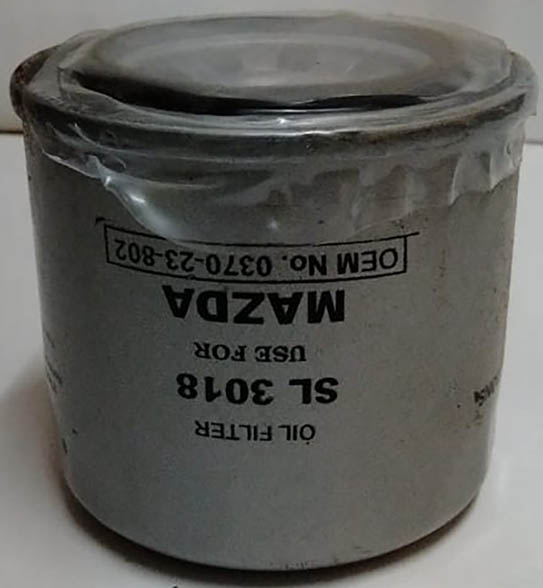 OIL FILTER
SL 3018
USE FOR
MAZDA
OEM No. 0370-23-802